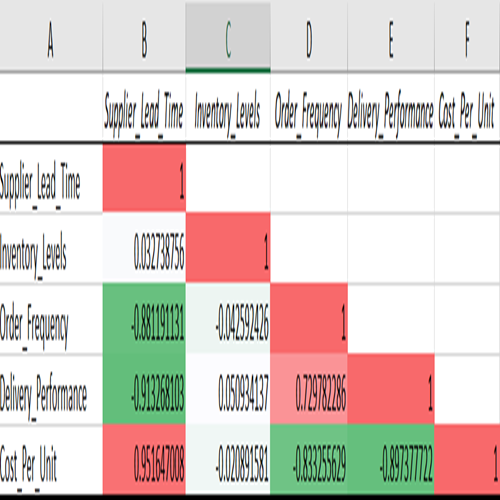 A B C D E F
Supplier_Lead_Time Inventory_Levels Order_Frequency Delivery_Performance Cost_Per_Unit
Supplier_Lead_Time 1
Inventory_Levels 0.032738756 1
Order_Frequency -0.881191131 -0.042592426 1
Delivery_Performance -0.913268103 0.050934137 0.729782286 1
Cost_Per_Unit 0.951647008 -0.020891581 -0.833255629 -0.897377722 1